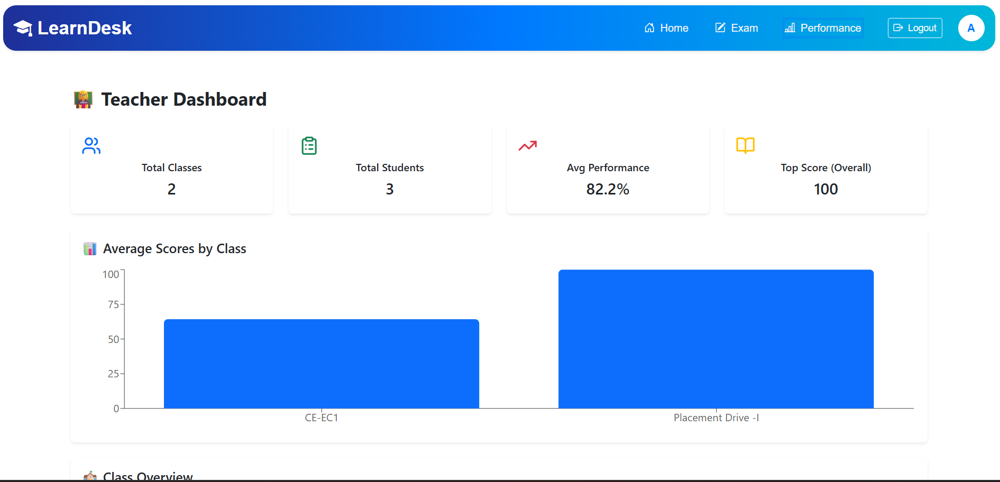 LearnDesk
Home
Exam
Performance
Logout
A
Teacher Dashboard
Total Classes
2
Total Students
3
Avg Performance
82.2%
Top Score (Overall)
100
Average Scores by Class
100
75
50
25
0
CE-EC1
Placement Drive -I
Class Overview